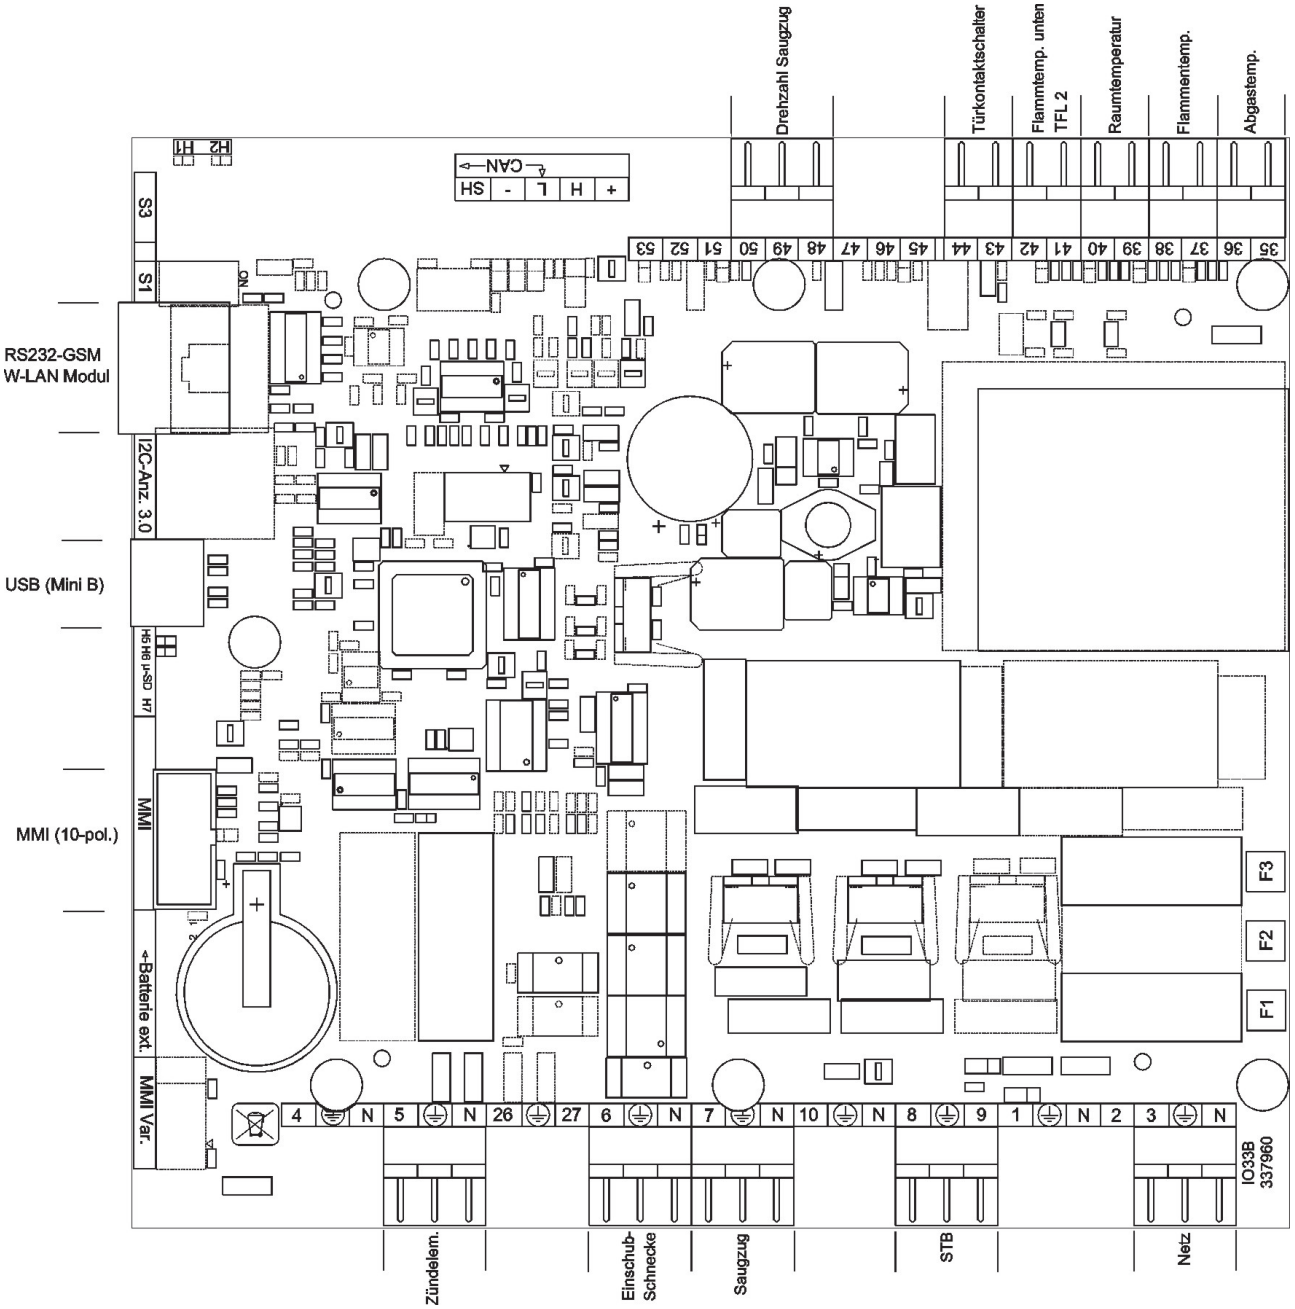 Drehzahl Saugzug
Türkontaktschalter
Flammtemp. unten
TFL 2
Raumtemperatur
Flammentemp.
Abgastemp.
H1 H2
CAN
SH - L H +
53 52 51 50 49 48 47 46 45 44 43 42 41 40 39 38 37 36 35
S3
S1
ON
RS232-GSM
W-LAN Modul
I2C-Anz. 3.0
USB (Mini B)
H5 H6 µ-SD H7
MMI
MMI (10-pol.)
2 1
+
<-Batterie ext.
MMI Var.
F3
F2
F1
4 N 5 N 26 27 6 N 7 N 10 N 8 9 1 N 2 3 N
IO33B
337960
Zündelem.
Einschub-
Schnecke
Saugzug
STB
Netz